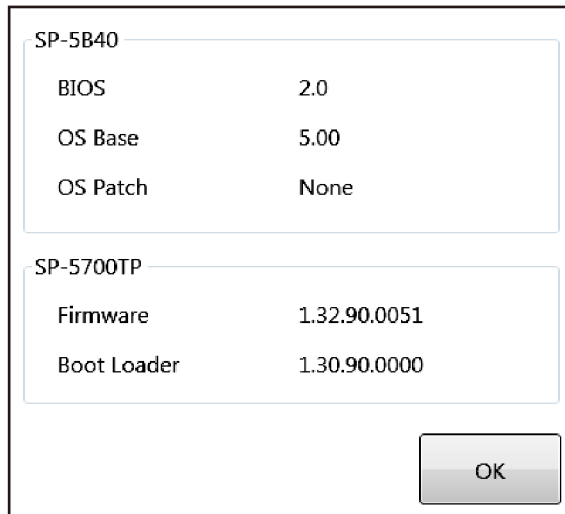 SP-5B40
BIOS 2.0
OS Base 5.00
OS Patch None
SP-5700TP
Firmware 1.32.90.0051
Boot Loader 1.30.90.0000
OK